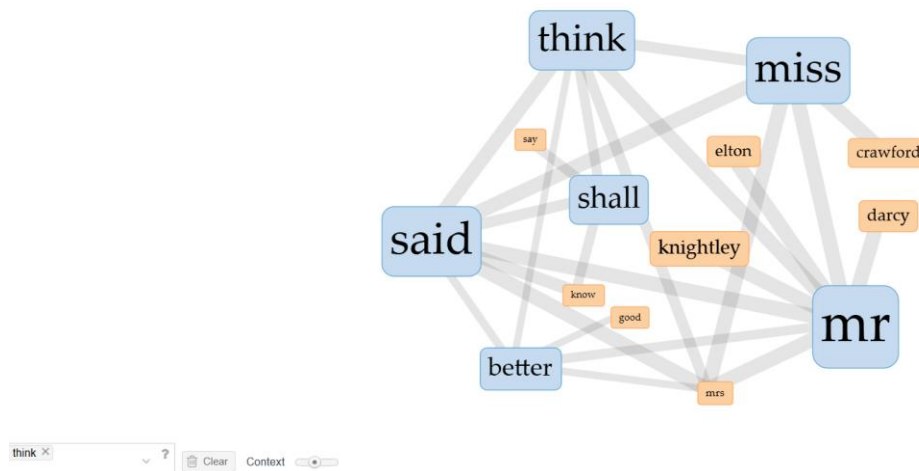 think
miss
say
elton
crawford
shall
darcy
said
knightley
know
good
mr
better
mrs
think ×
?
Clear
Context